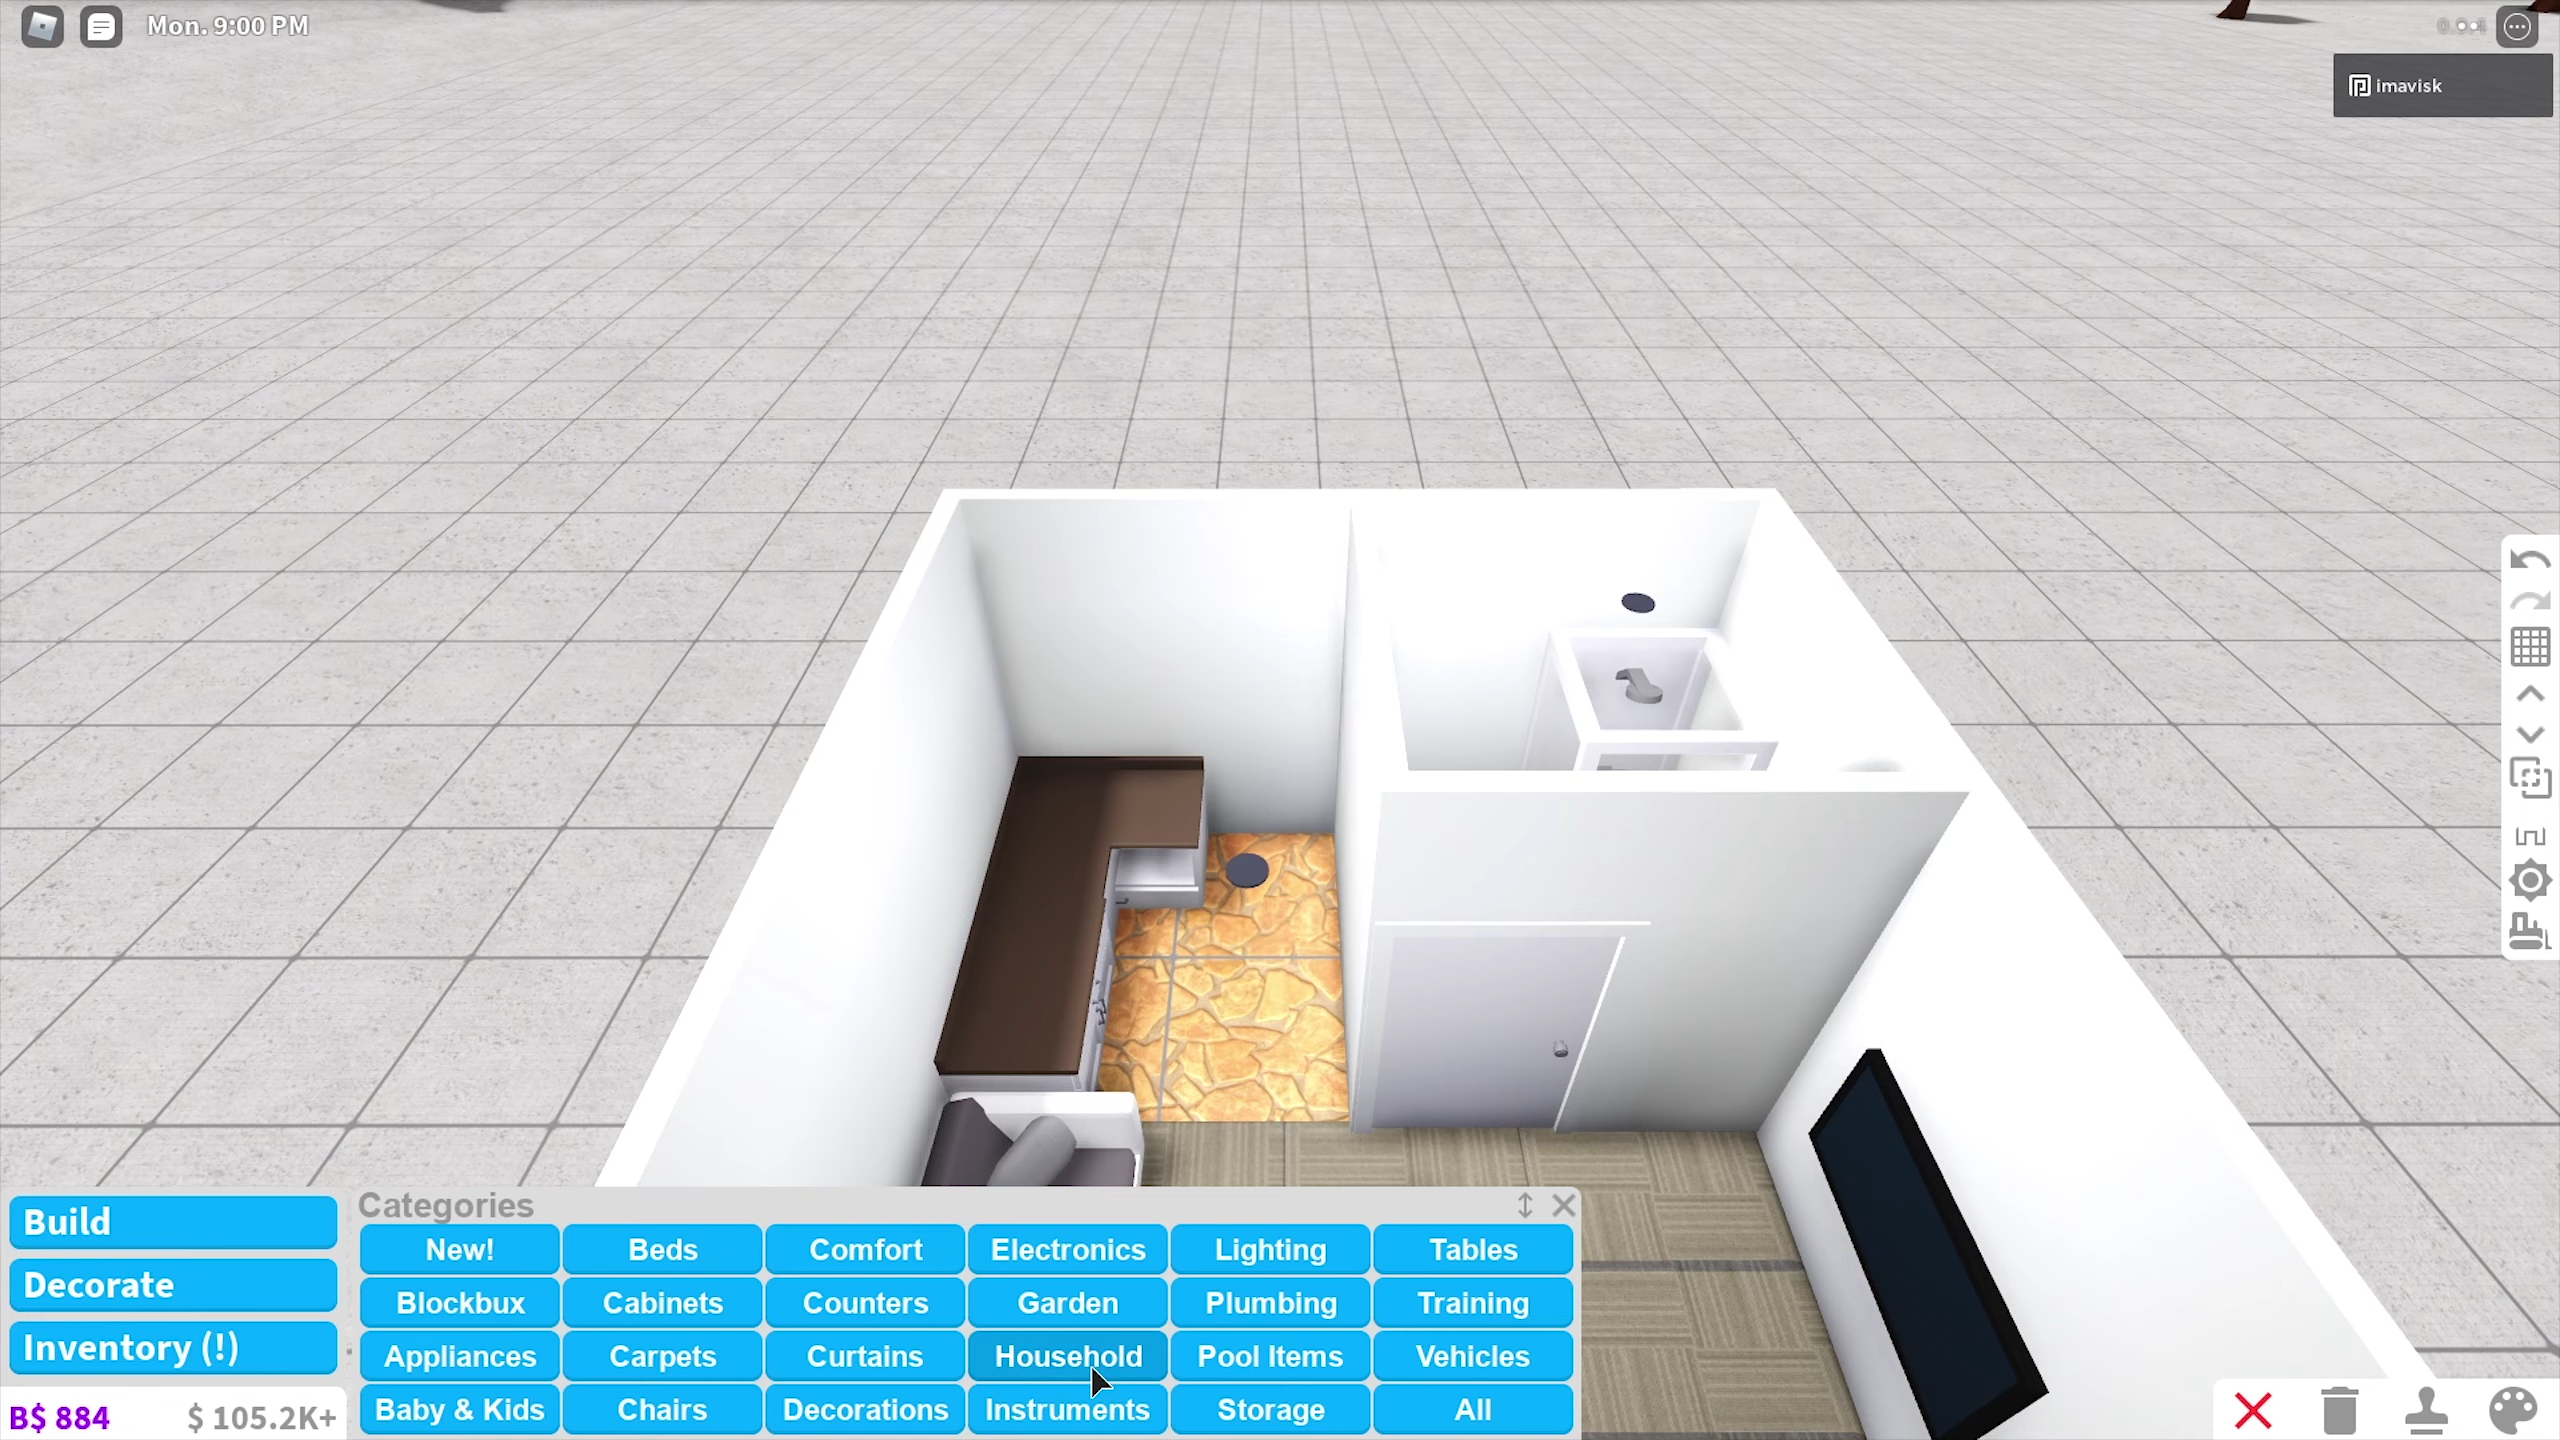 Mon. 9:00 PM
imavisk
Build
Decorate
Inventory (!)
B$ 884
$ 105.2K+
Categories
New! Beds Comfort Electronics Lighting Tables
Blockbux Cabinets Counters Garden Plumbing Training
Appliances Carpets Curtains Household Pool Items Vehicles
Baby & Kids Chairs Decorations Instruments Storage All